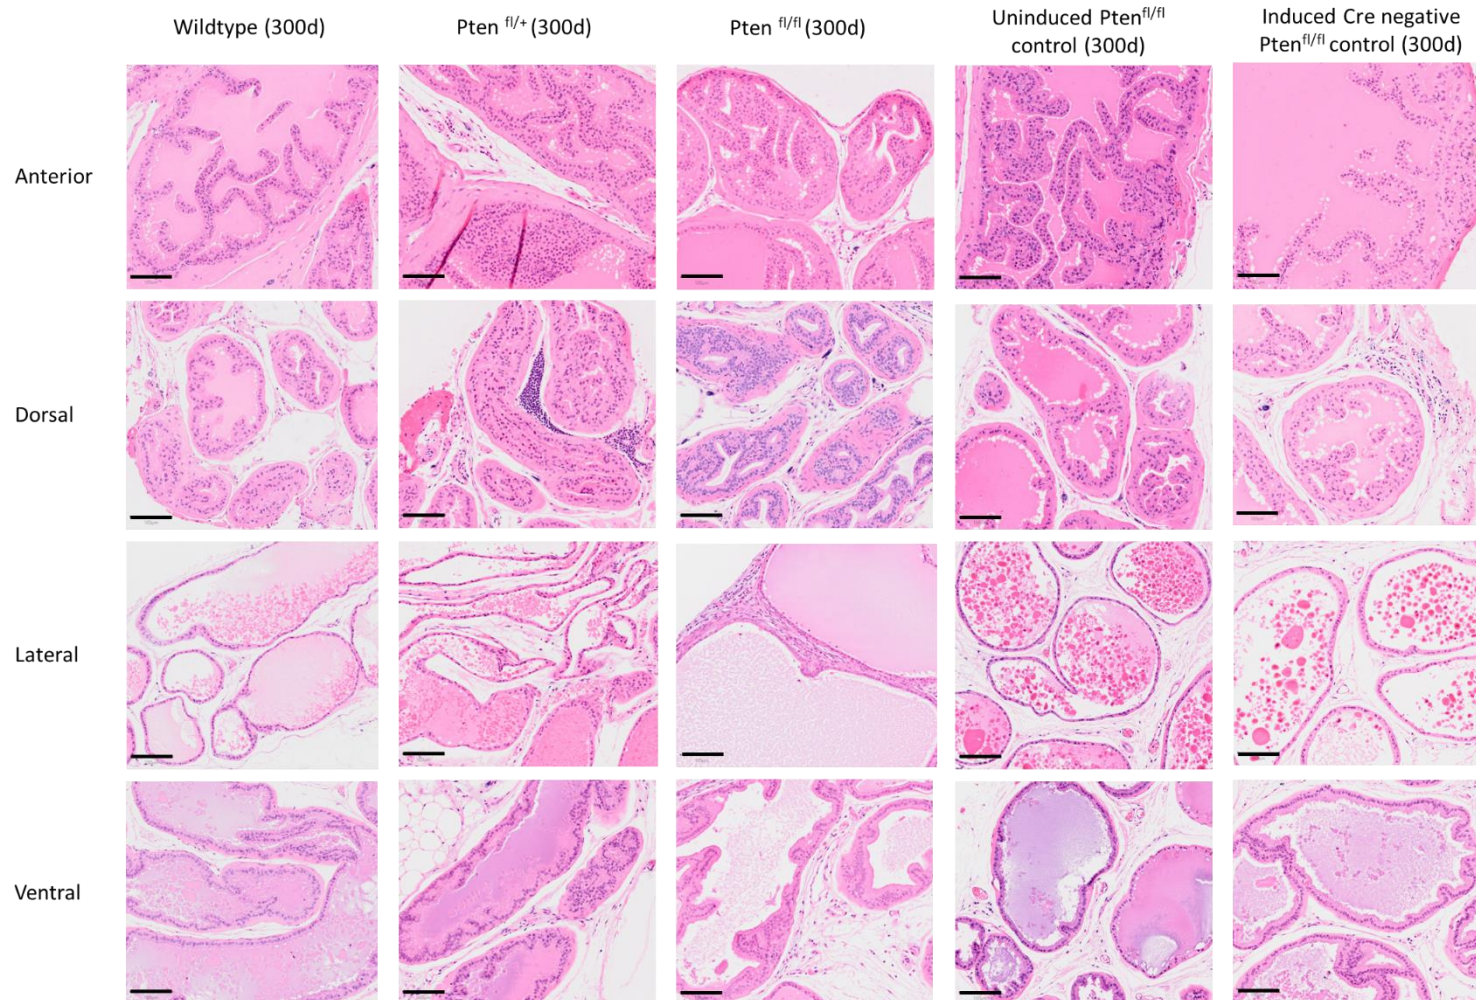 Wildtype (300d)
Pten fl/+ (300d)
Pten fl/fl (300d)
Uninduced Ptenfl/fl
control (300d)
Induced Cre negative
Ptenfl/fl control (300d)
Anterior
Dorsal
Lateral
Ventral